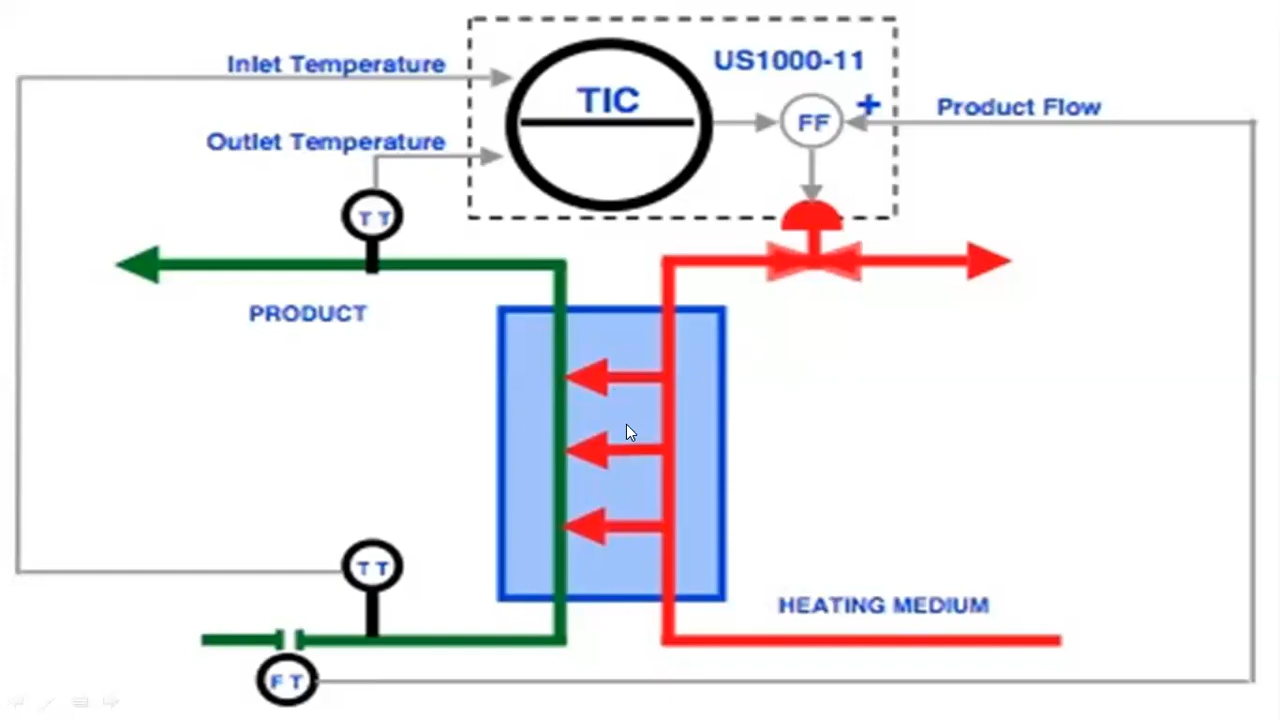 Inlet Temperature
Outlet Temperature
TIC
US1000-11
FF
+
Product Flow
T T
PRODUCT
T T
HEATING MEDIUM
F T